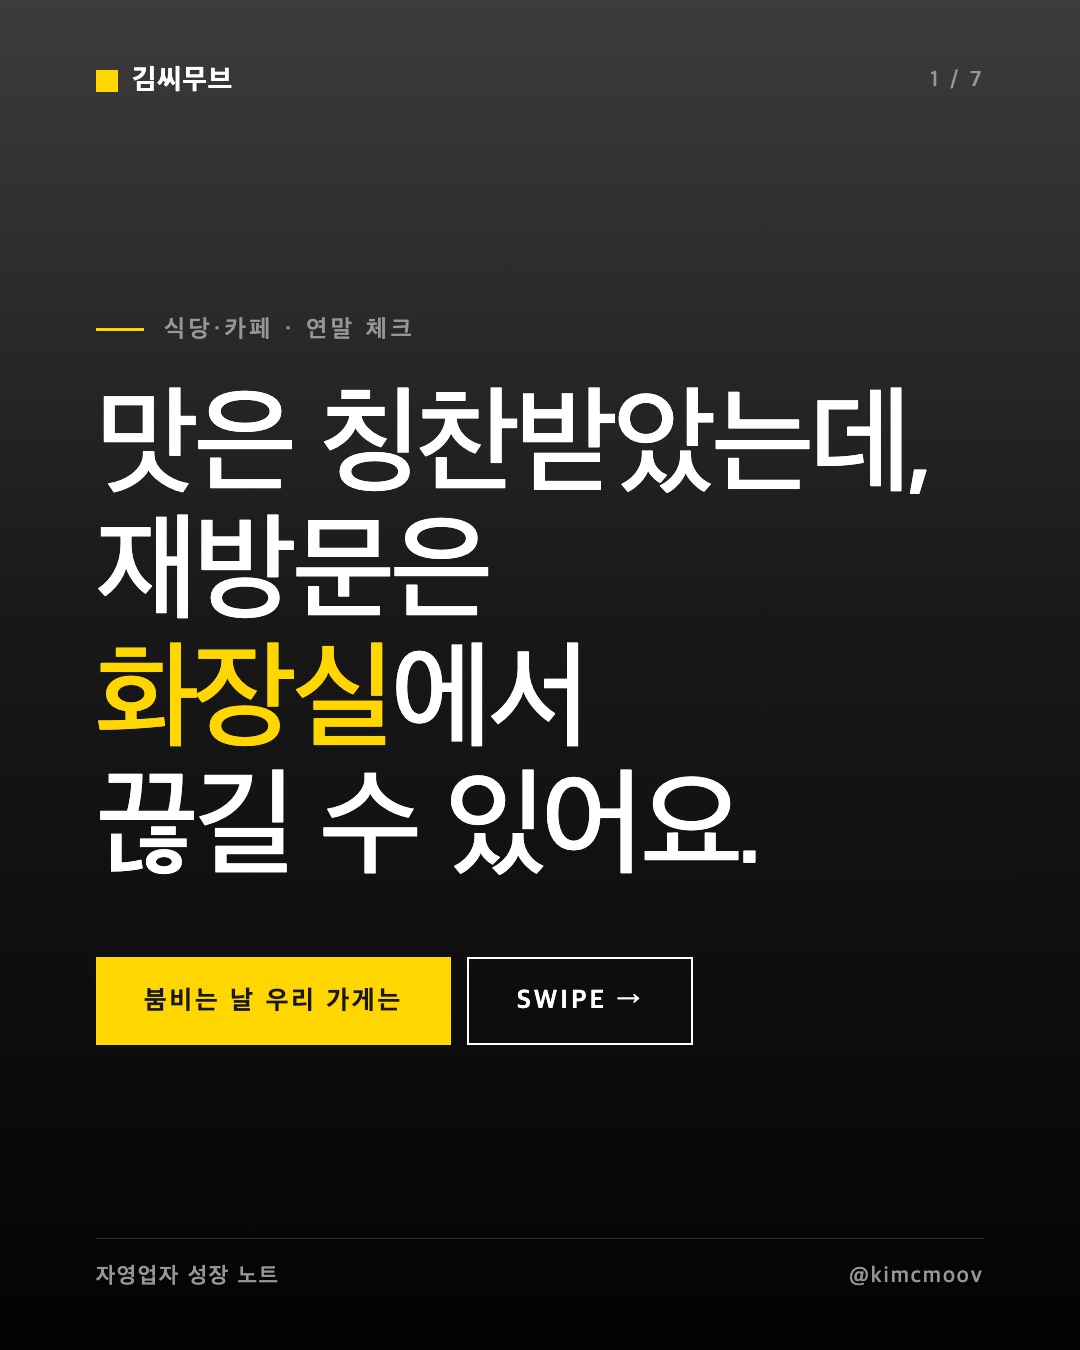 김씨무브
1 / 7
식당·카페 · 연말 체크
맛은 칭찬받았는데,
재방문은
화장실에서
끊길 수 있어요.
붐비는 날 우리 가게는
SWIPE →
자영업자 성장 노트
@kimcmoov